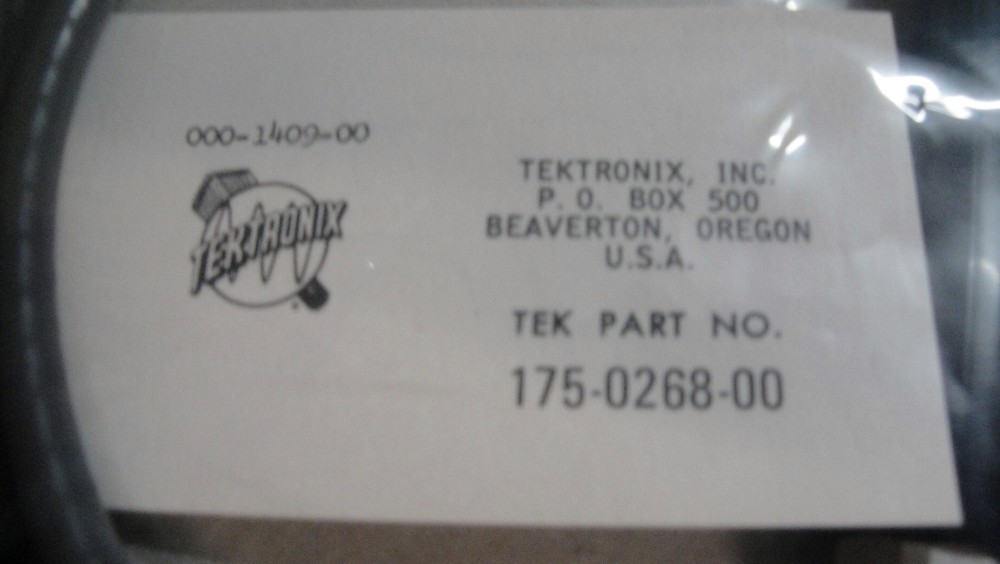 000-1409-00
TEKTRONIX
TEKTRONIX, INC.
P. O. BOX 500
BEAVERTON, OREGON
U.S.A.
TEK PART NO.
175-0268-00